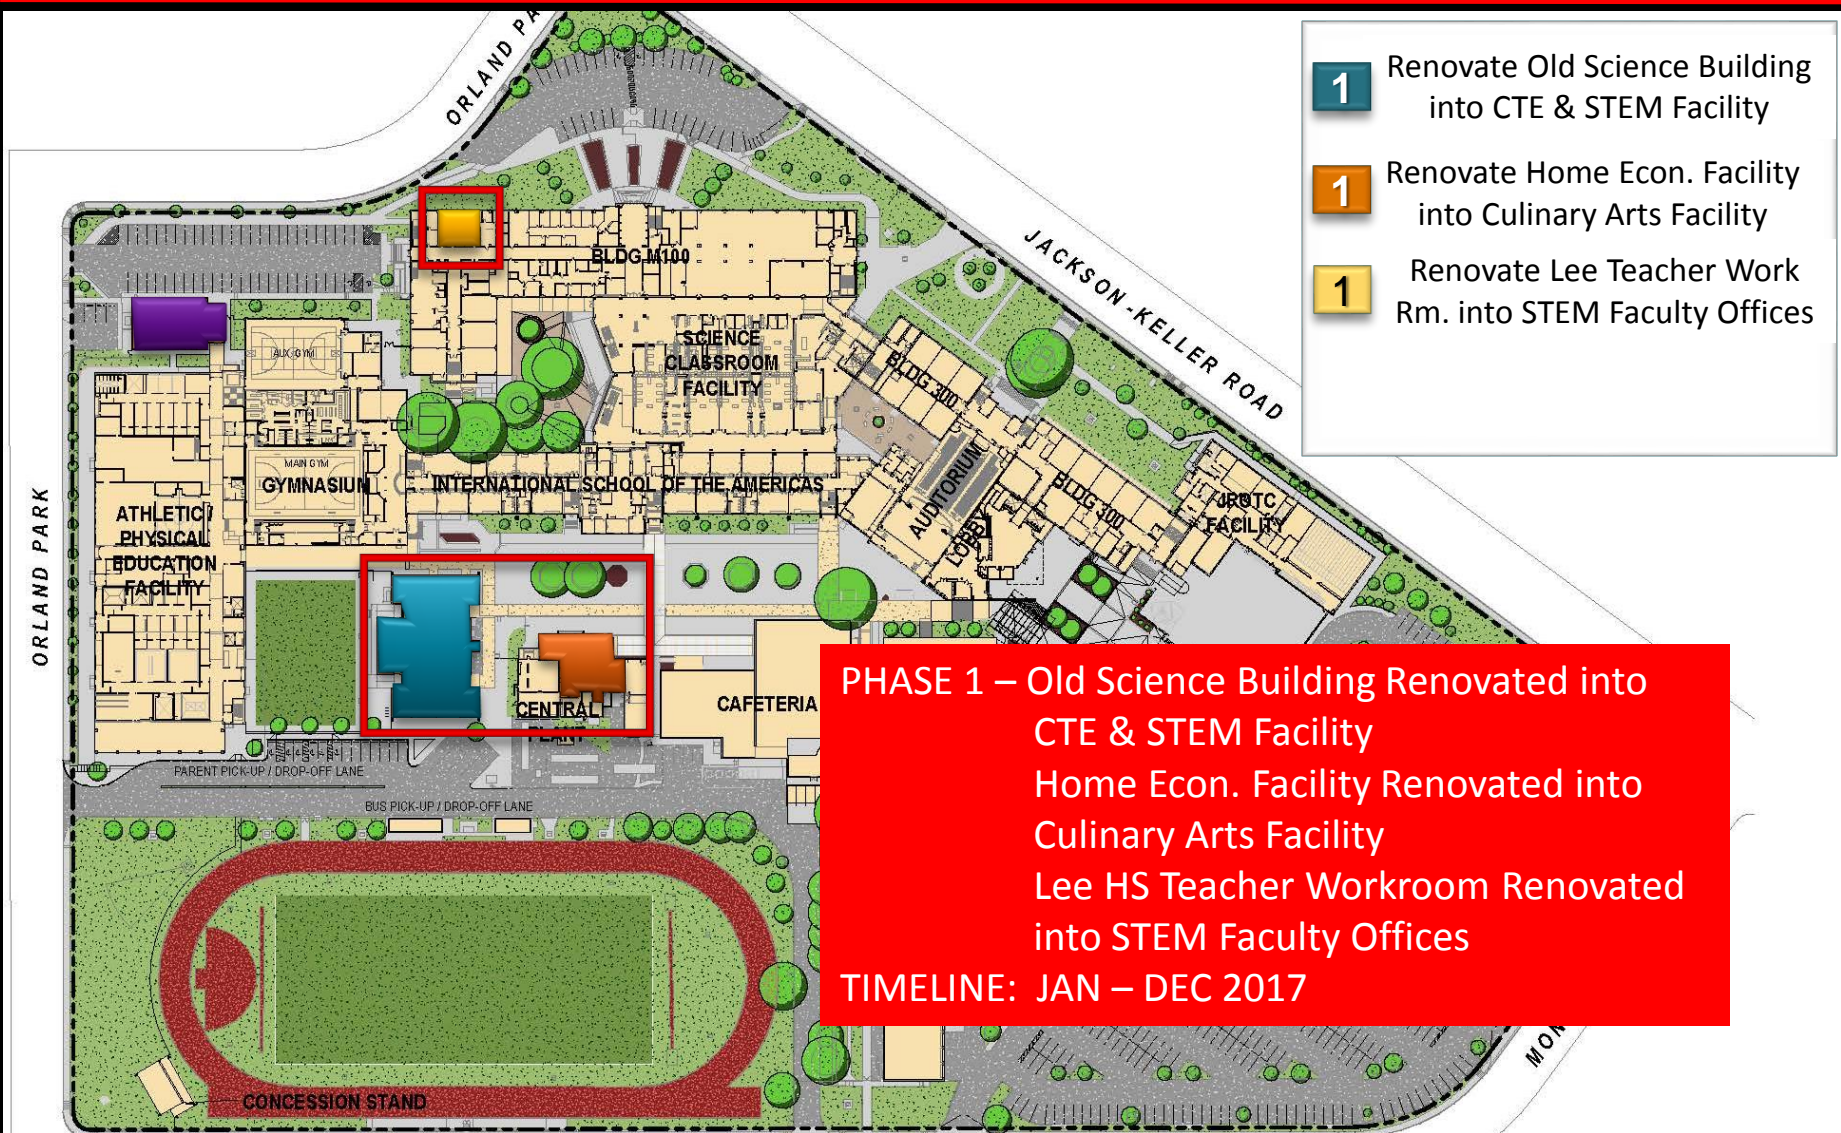 ORLAND PA
1
Renovate Old Science Building
into CTE & STEM Facility
1
Renovate Home Econ. Facility
into Culinary Arts Facility
1
Renovate Lee Teacher Work
Rm. into STEM Faculty Offices
JACKSON-KELLER ROAD
BLDG M100
AUX. GYM
SCIENCE
CLASSROOM
FACILITY
BLDG 300
MAIN GYM
GYMNASIUM
INTERNATIONAL SCHOOL OF THE AMERICAS
AUDITORIUM
LOBBY
BLDG 300
JROTC
FACILITY
ORLAND PARK
ATHLETIC /
PHYSICAL
EDUCATION
FACILITY
CENTRAL
PLANT
CAFETERIA
PARENT PICK-UP / DROP-OFF LANE
BUS PICK-UP / DROP-OFF LANE
PHASE 1 – Old Science Building Renovated into
CTE & STEM Facility
Home Econ. Facility Renovated into
Culinary Arts Facility
Lee HS Teacher Workroom Renovated
into STEM Faculty Offices
TIMELINE: JAN – DEC 2017
MON
CONCESSION STAND